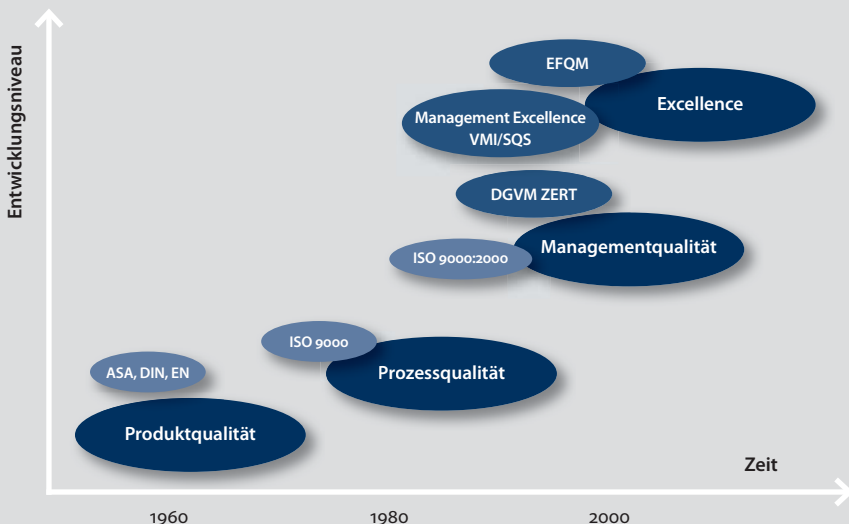 Entwicklungsniveau
EFQM
Excellence
Management Excellence
VMI/SQS
DGVM ZERT
Managementqualität
ISO 9000:2000
ISO 9000
Prozessqualität
ASA, DIN, EN
Produktqualität
Zeit
1960
1980
2000